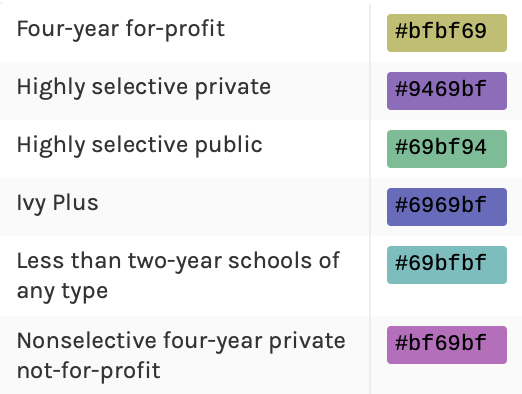 Four-year for-profit #bfbf69
Highly selective private #9469bf
Highly selective public #69bf94
Ivy Plus #6969bf
Less than two-year schools of #69bfbf
any type
Nonselective four-year private #bf69bf
not-for-profit